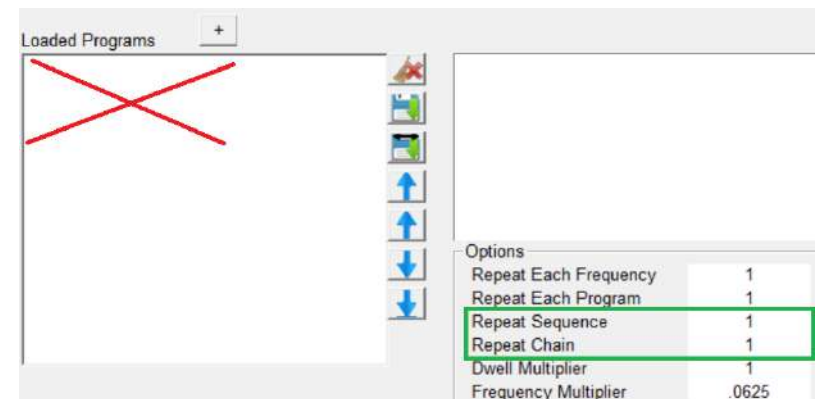 Loaded Programs +
Options
Repeat Each Frequency 1
Repeat Each Program 1
Repeat Sequence 1
Repeat Chain 1
Dwell Multiplier 1
Frequency Multiplier .0625